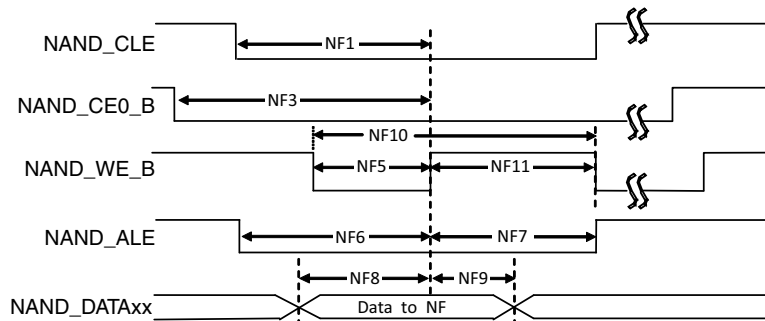 NAND_CLE
NF1
NAND_CE0_B
NF3
NF10
NAND_WE_B
NF5
NF11
NAND_ALE
NF6
NF7
NF8
NF9
NAND_DATAxx
Data to NF